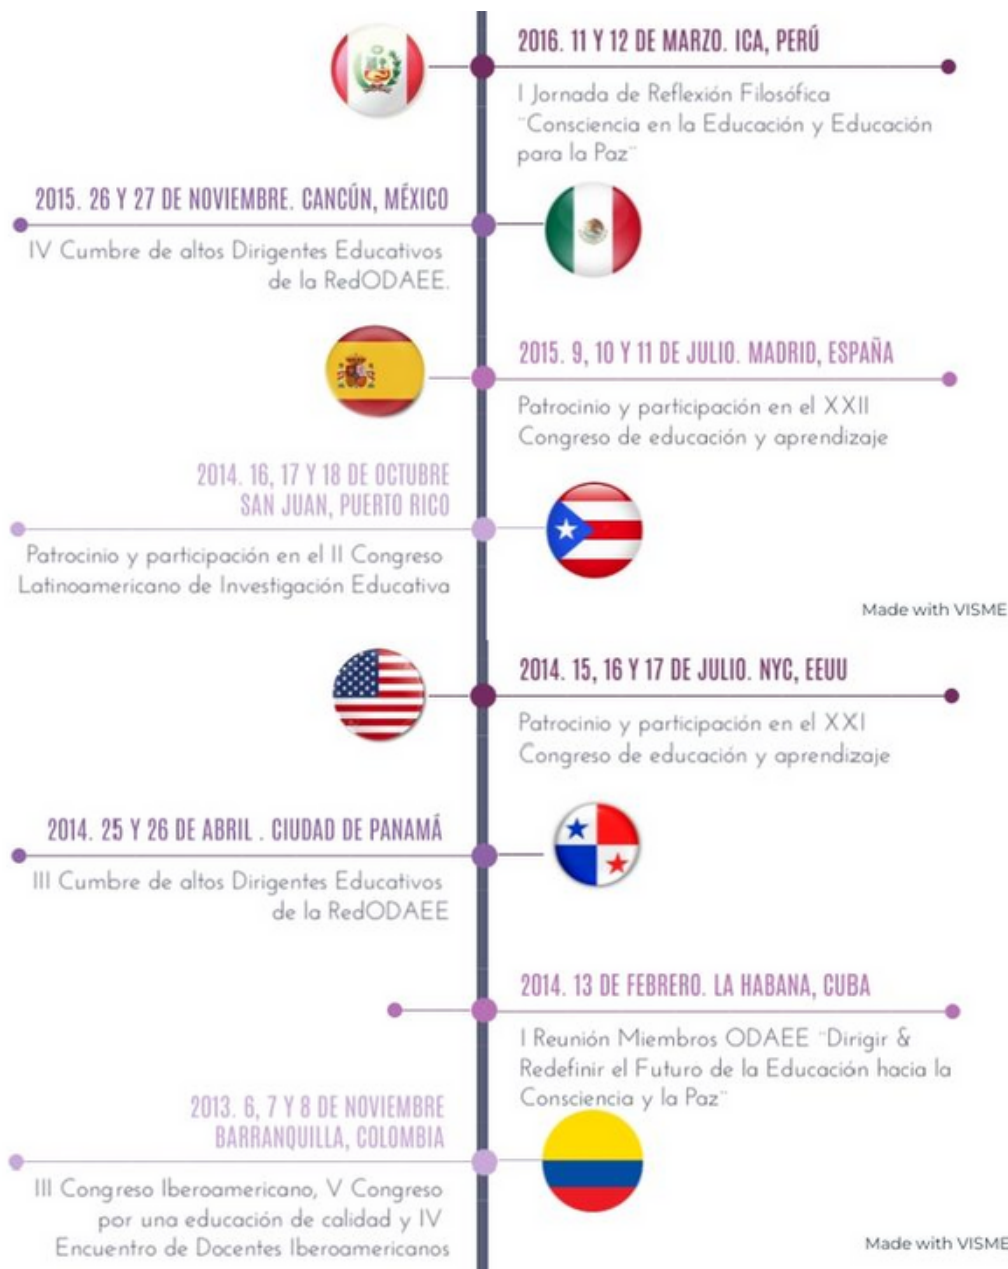 2016. 11 Y 12 DE MARZO. ICA, PERÚ
I Jornada de Reflexión Filosófica
¨Consciencia en la Educación y Educación
para la Paz¨
2015. 26 Y 27 DE NOVIEMBRE. CANCÚN, MÉXICO
IV Cumbre de altos Dirigentes Educativos
de la RedODAEE.
2015. 9, 10 Y 11 DE JULIO. MADRID, ESPAÑA
Patrocinio y participación en el XXII
Congreso de educación y aprendizaje
2014. 16, 17 Y 18 DE OCTUBRE
SAN JUAN, PUERTO RICO
Patrocinio y participación en el II Congreso
Latinoamericano de Investigación Educativa
Made with VISME
2014. 15, 16 Y 17 DE JULIO. NYC, EEUU
Patrocinio y participación en el XXI
Congreso de educación y aprendizaje
2014. 25 Y 26 DE ABRIL . CIUDAD DE PANAMÁ
III Cumbre de altos Dirigentes Educativos
de la RedODAEE
2014. 13 DE FEBRERO. LA HABANA, CUBA
I Reunión Miembros ODAEE ¨Dirigir &
Redefinir el Futuro de la Educación hacia la
Consciencia y la Paz¨
2013. 6, 7 Y 8 DE NOVIEMBRE
BARRANQUILLA, COLOMBIA
III Congreso Iberoamericano, V Congreso
por una educación de calidad y IV
Encuentro de Docentes Iberoamericanos
Made with VISME